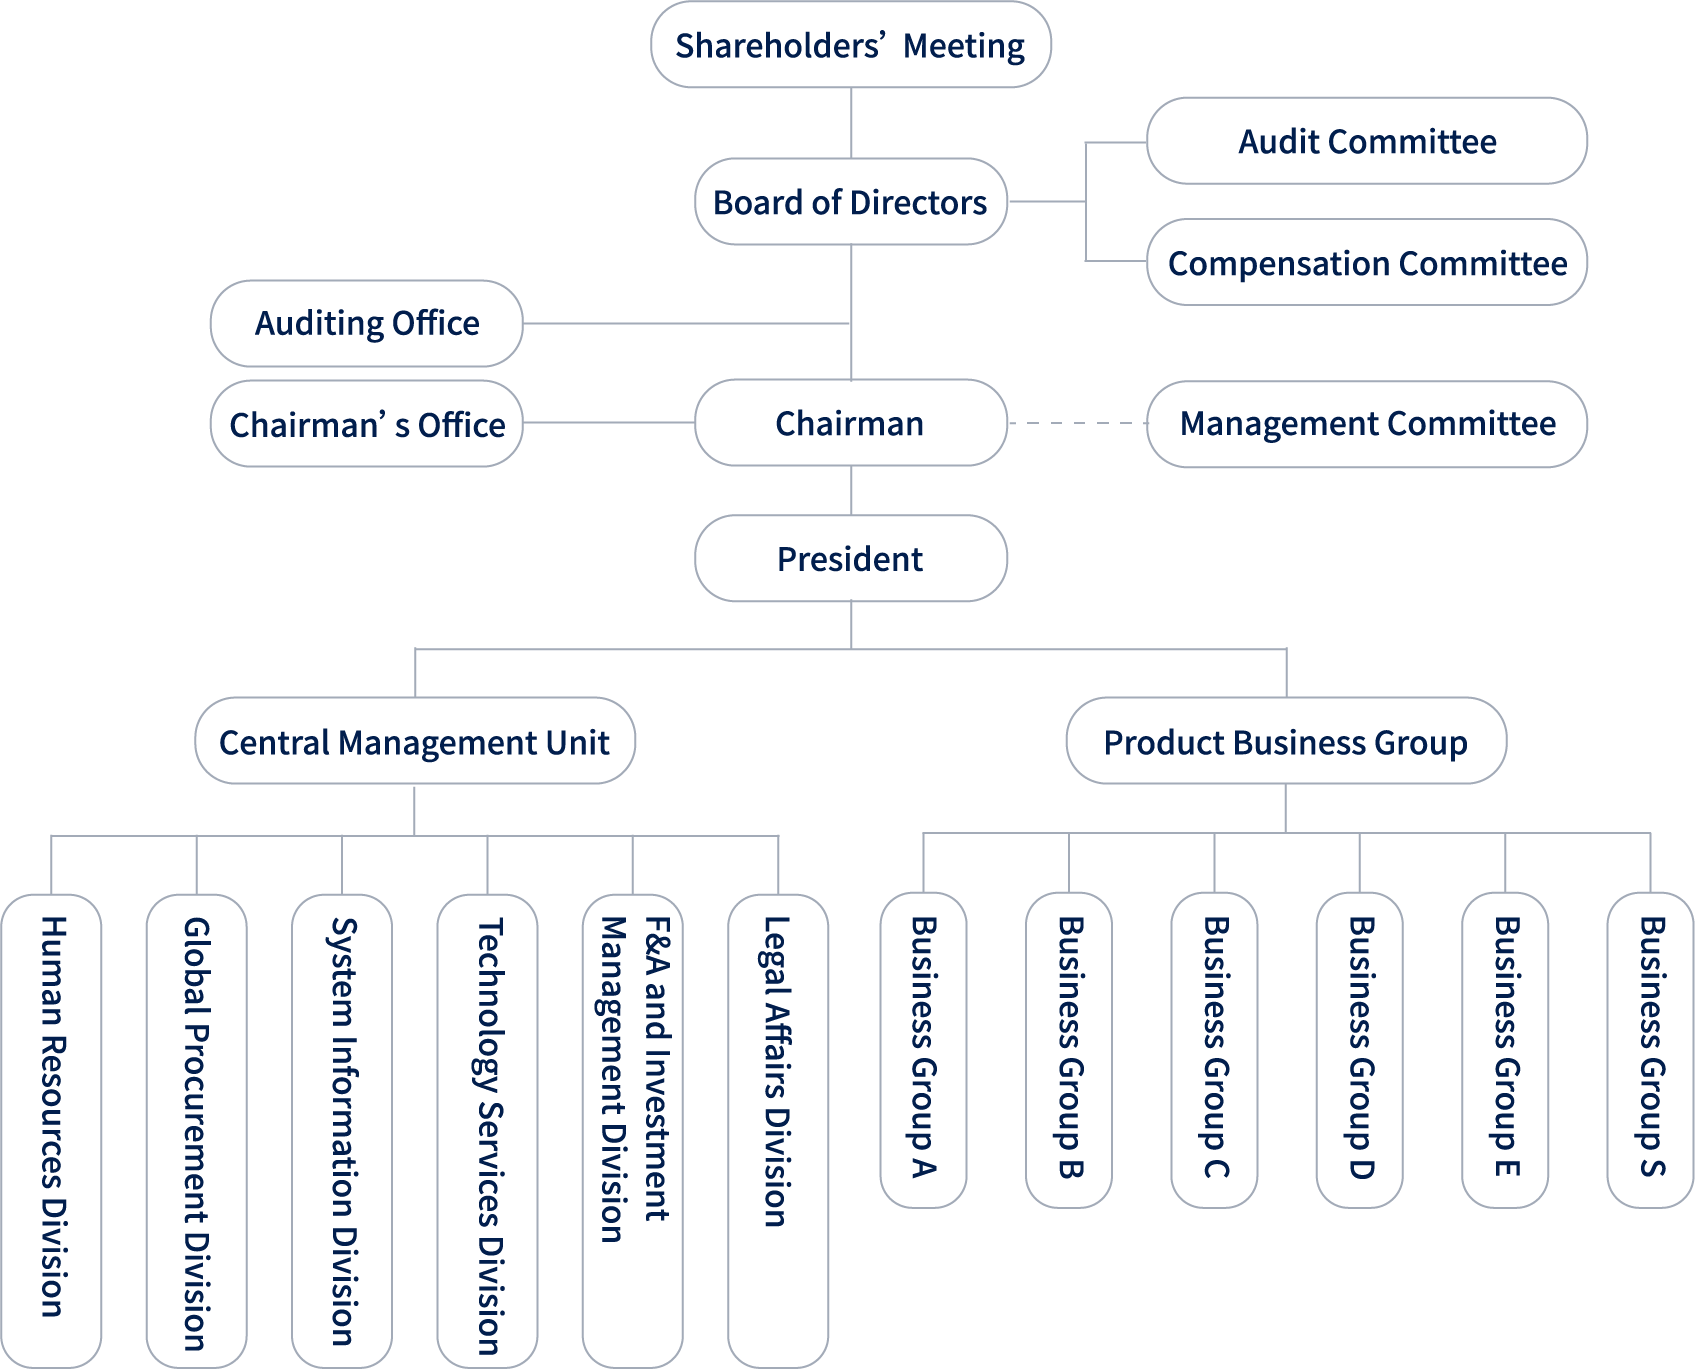 Shareholders’ Meeting
Audit Committee
Board of Directors
Compensation Committee
Auditing Office
Chairman’s Office
Chairman
Management Committee
President
Central Management Unit
Product Business Group
Human Resources Division
Global Procurement Division
System Information Division
Technology Services Division
F&A and Investment
Management Division
Legal Affairs Division
Business Group A
Business Group B
Business Group C
Business Group D
Business Group E
Business Group S